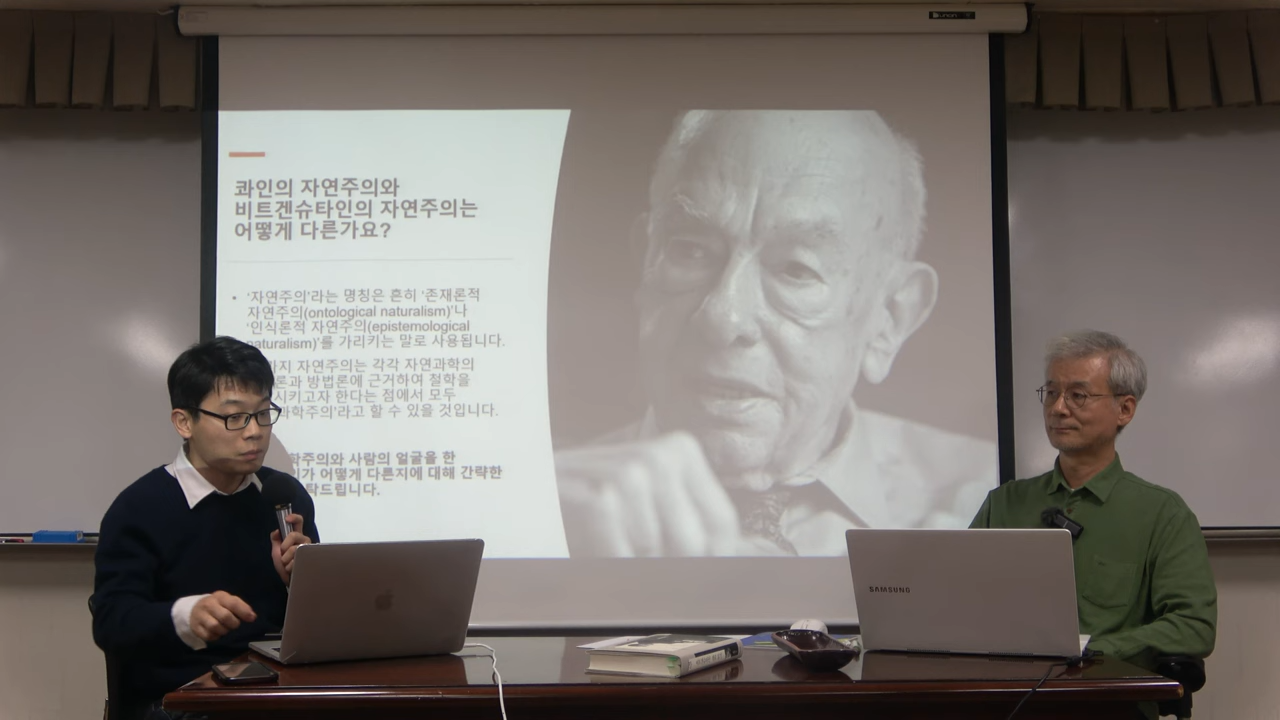 콰인의 자연주의와
비트겐슈타인의 자연주의는
어떻게 다른가요?
• '자연주의'라는 명칭은 흔히 '존재론적
자연주의(ontological naturalism)'나
'인식론적 자연주의(epistemological
naturalism)'를 가리키는 말로 사용됩니다.
자연주의는 각각 자연과학의
방법론에 근거하여 철학을
한다는 점에서 모두
할 수 있을 것입니다.
사람의 얼굴을 한
어떻게 다른지에 대해 간략한
SAMSUNG